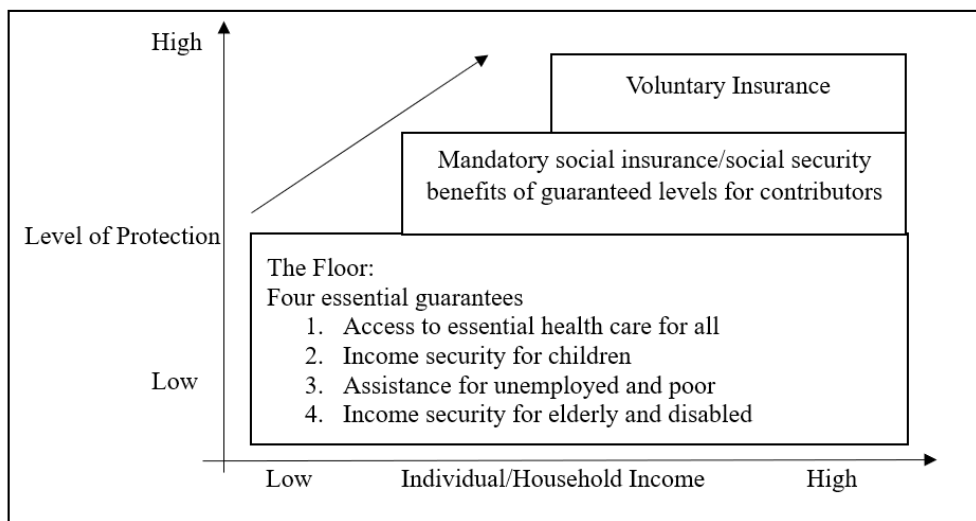 High
Voluntary Insurance
Mandatory social insurance/social security
benefits of guaranteed levels for contributors
Level of Protection
The Floor:
Four essential guarantees
1. Access to essential health care for all
2. Income security for children
3. Assistance for unemployed and poor
4. Income security for elderly and disabled
Low
Low Individual/Household Income High